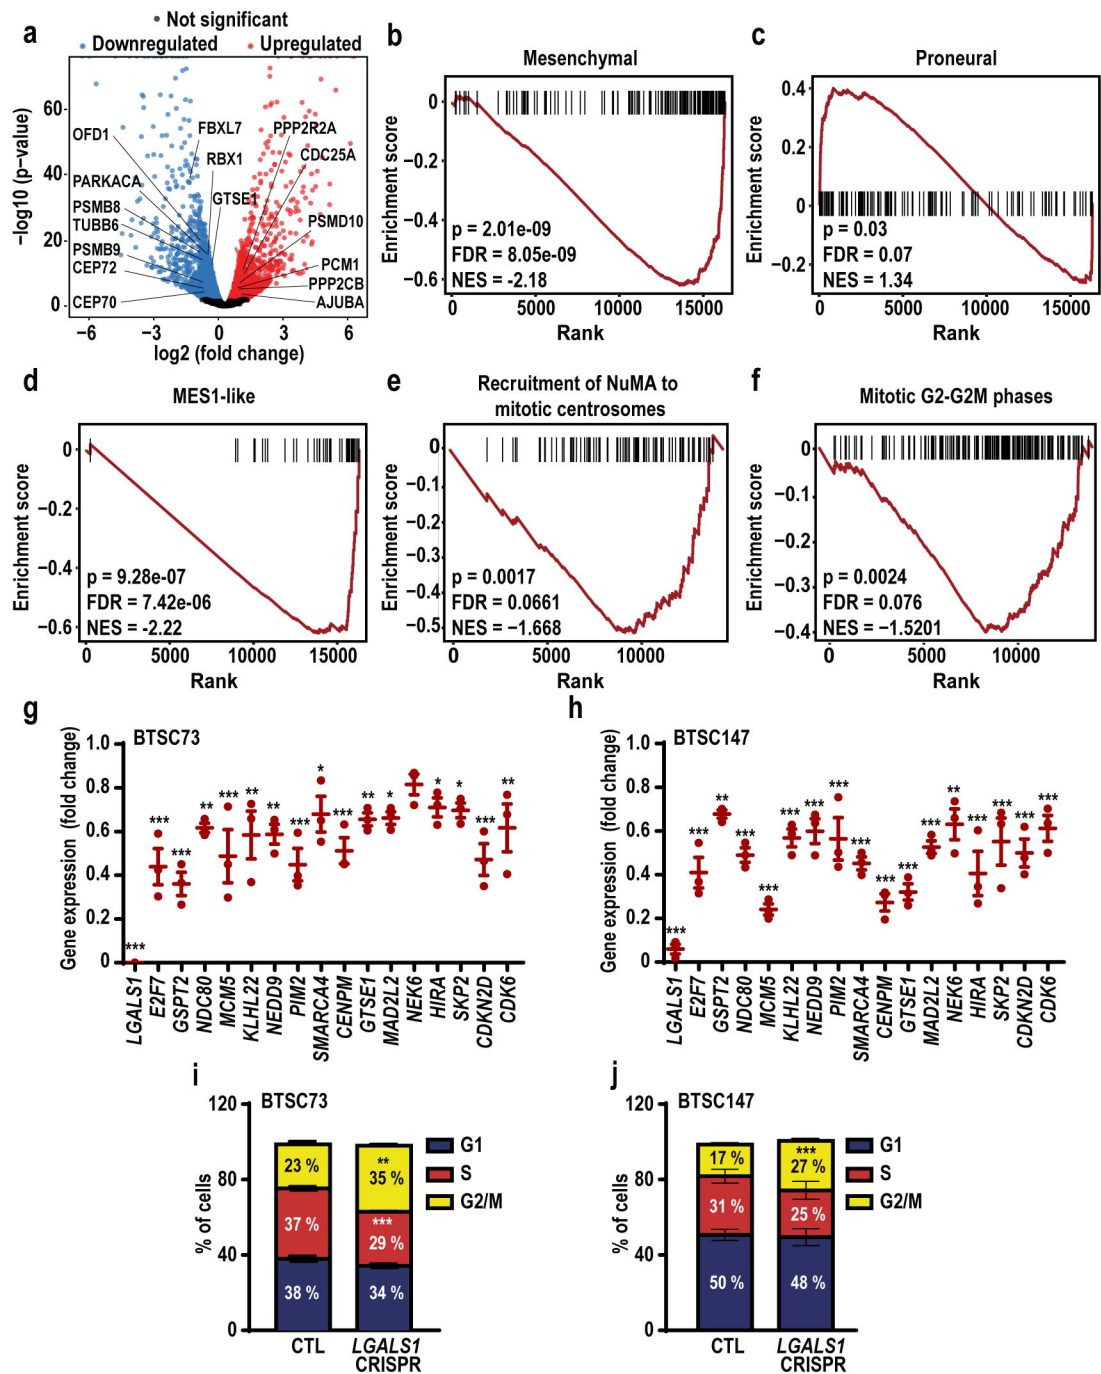 a
• Not significant
• Downregulated • Upregulated
−log10 (p−value)
60
40
20
0
OFD1
FBXL7
PPP2R2A
RBX1
CDC25A
PARKACA
GTSE1
PSMB8
PSMD10
TUBB6
PSMB9
PCM1
CEP72
PPP2CB
CEP70
AJUBA
−6 −3 0 3 6
log2 (fold change)
b
Mesenchymal
Enrichment score
0
−0.2
−0.4
−0.6
p = 2.01e-09
FDR = 8.05e-09
NES = -2.18
0 5000 10000 15000
Rank
c
Proneural
Enrichment score
0.4
0.2
0
−0.2
p = 0.03
FDR = 0.07
NES = 1.34
0 5000 10000 15000
Rank
d
MES1-like
Enrichment score
0
−0.2
−0.4
−0.6
p = 9.28e-07
FDR = 7.42e-06
NES = -2.22
0 5000 10000 15000
Rank
e
Recruitment of NuMA to
mitotic centrosomes
Enrichment score
0
−0.1
−0.2
−0.3
−0.4
−0.5
p = 0.0017
FDR = 0.0661
NES = −1.668
0 5000 10000
Rank
f
Mitotic G2-G2M phases
Enrichment score
0
−0.1
−0.2
−0.3
−0.4
p = 0.0024
FDR = 0.076
NES = −1.5201
0 5000 10000
Rank
g
BTSC73
Gene expression (fold change)
1.0
0.8
0.6
0.4
0.2
0
*** *** *** ** *** ** ** *** * *** ** * * * *** **
LGALS1 E2F7 GSPT2 NDC80 MCM5 KLHL22 NEDD9 PIM2 SMARCA4 CENPM GTSE1 MAD2L2 NEK6 HIRA SKP2 CDKN2D CDK6
h
BTSC147
Gene expression (fold change)
1.0
0.8
0.6
0.4
0.2
0
*** *** ** *** *** *** *** *** *** *** *** *** ** *** *** *** ***
LGALS1 E2F7 GSPT2 NDC80 MCM5 KLHL22 NEDD9 PIM2 SMARCA4 CENPM GTSE1 MAD2L2 NEK6 HIRA SKP2 CDKN2D CDK6
i
BTSC73
% of cells
120
80
40
0
23 %
37 %
38 %
**
35 %
***
29 %
34 %
G1
S
G2/M
CTL LGALS1
CRISPR
j
BTSC147
% of cells
120
80
40
0
17 %
31 %
50 %
***
27 %
25 %
48 %
G1
S
G2/M
CTL LGALS1
CRISPR